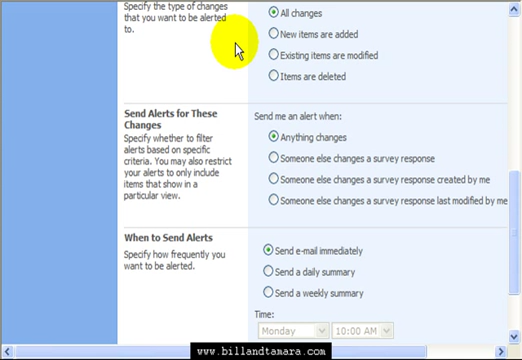 Specify the type of changes
that you want to be alerted
to.
All changes
New items are added
Existing items are modified
Items are deleted
Send Alerts for These
Changes
Specify whether to filter
alerts based on specific
criteria. You may also restrict
your alerts to only include
items that show in a
particular view.
Send me an alert when:
Anything changes
Someone else changes a survey response
Someone else changes a survey response created by me
Someone else changes a survey response last modified by me
When to Send Alerts
Specify how frequently you
want to be alerted.
Send e-mail immediately
Send a daily summary
Send a weekly summary
Time:
Monday
10:00 AM
www.billandtamara.com